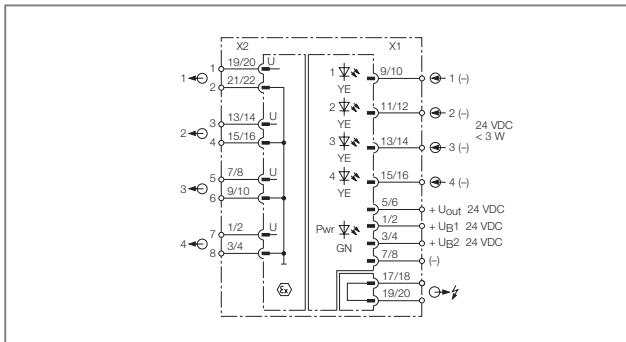 X2 X1
1 19/20 U 1 9/10 1 (–)
1 2 21/22 YE
2 11/12 2 (–)
3 13/14 U YE 24 VDC
2 4 15/16 3 13/14 < 3 W
YE 3 (–)
5 7/8 U 4 15/16 4 (–)
3 6 9/10 YE
5/6 + Uout 24 VDC
7 1/2 U Pwr 1/2 + UB1 24 VDC
4 8 3/4 GN 3/4 + UB2 24 VDC
7/8 (–)
Ex 17/18
19/20